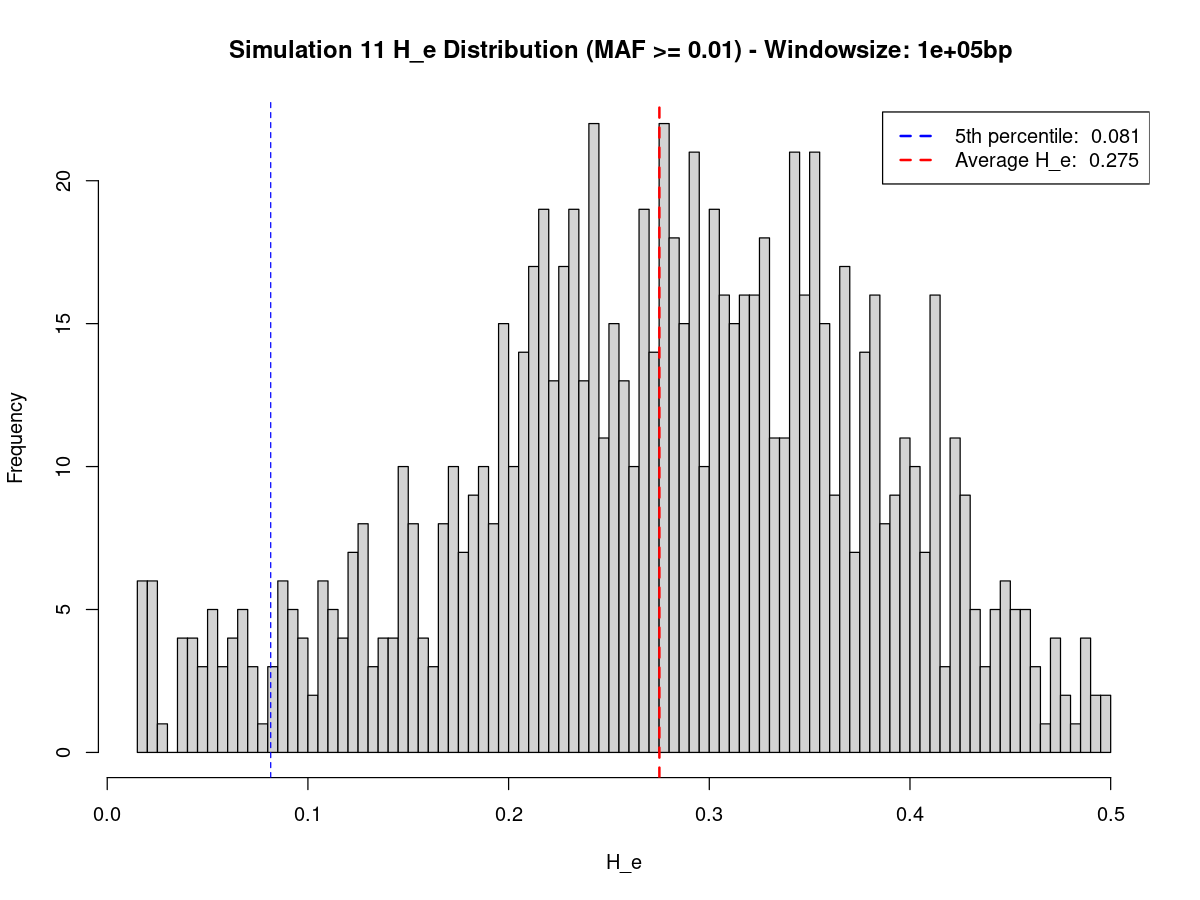 Simulation 11 H_e Distribution (MAF >= 0.01) - Windowsize: 1e+05bp
5th percentile:  0.081
Average H_e:  0.275
Frequency
20
15
10
5
0
0.0 0.1 0.2 0.3 0.4 0.5
H_e